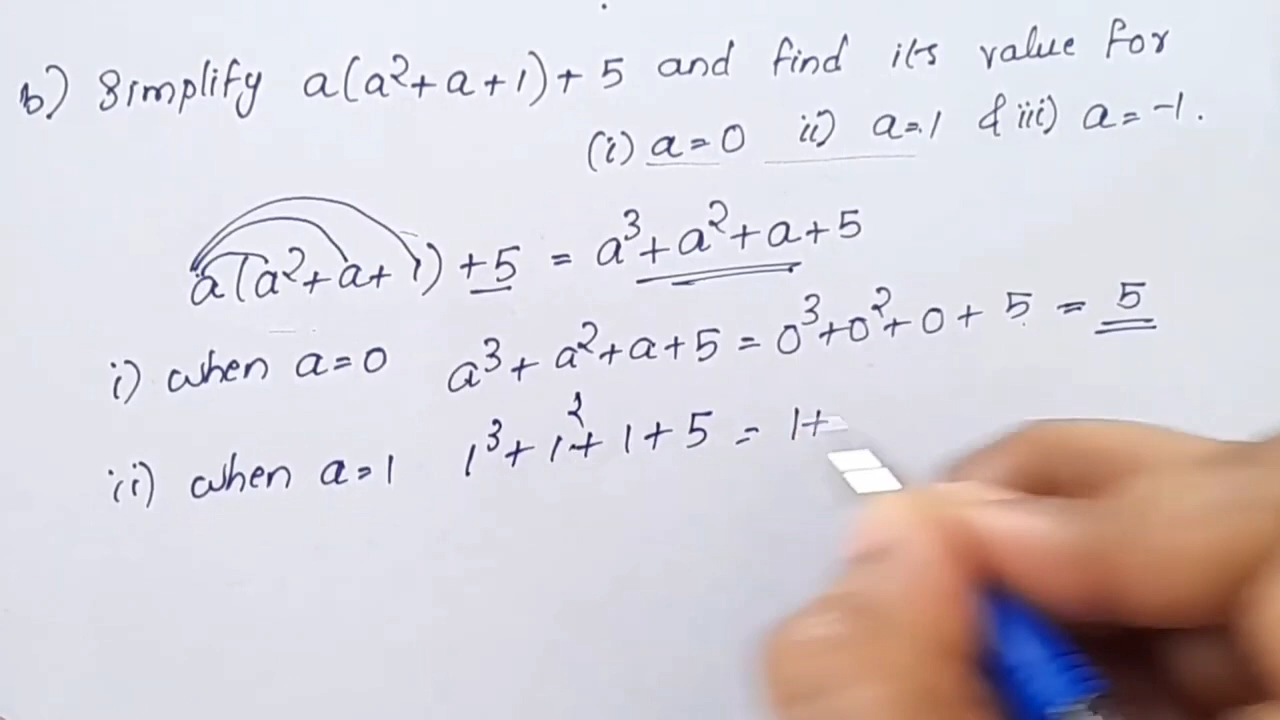 b) Simplify a(a²+a+1)+5 and find its value for
(i) a=0 ii) a=1 & iii) a=-1.
a(a²+a+1)+5 = a³+a²+a+5
i) when a=0 a³+a²+a+5=0³+0²+0+5 = 5
ii) when a=1 1³+1²+1+5 = 1+